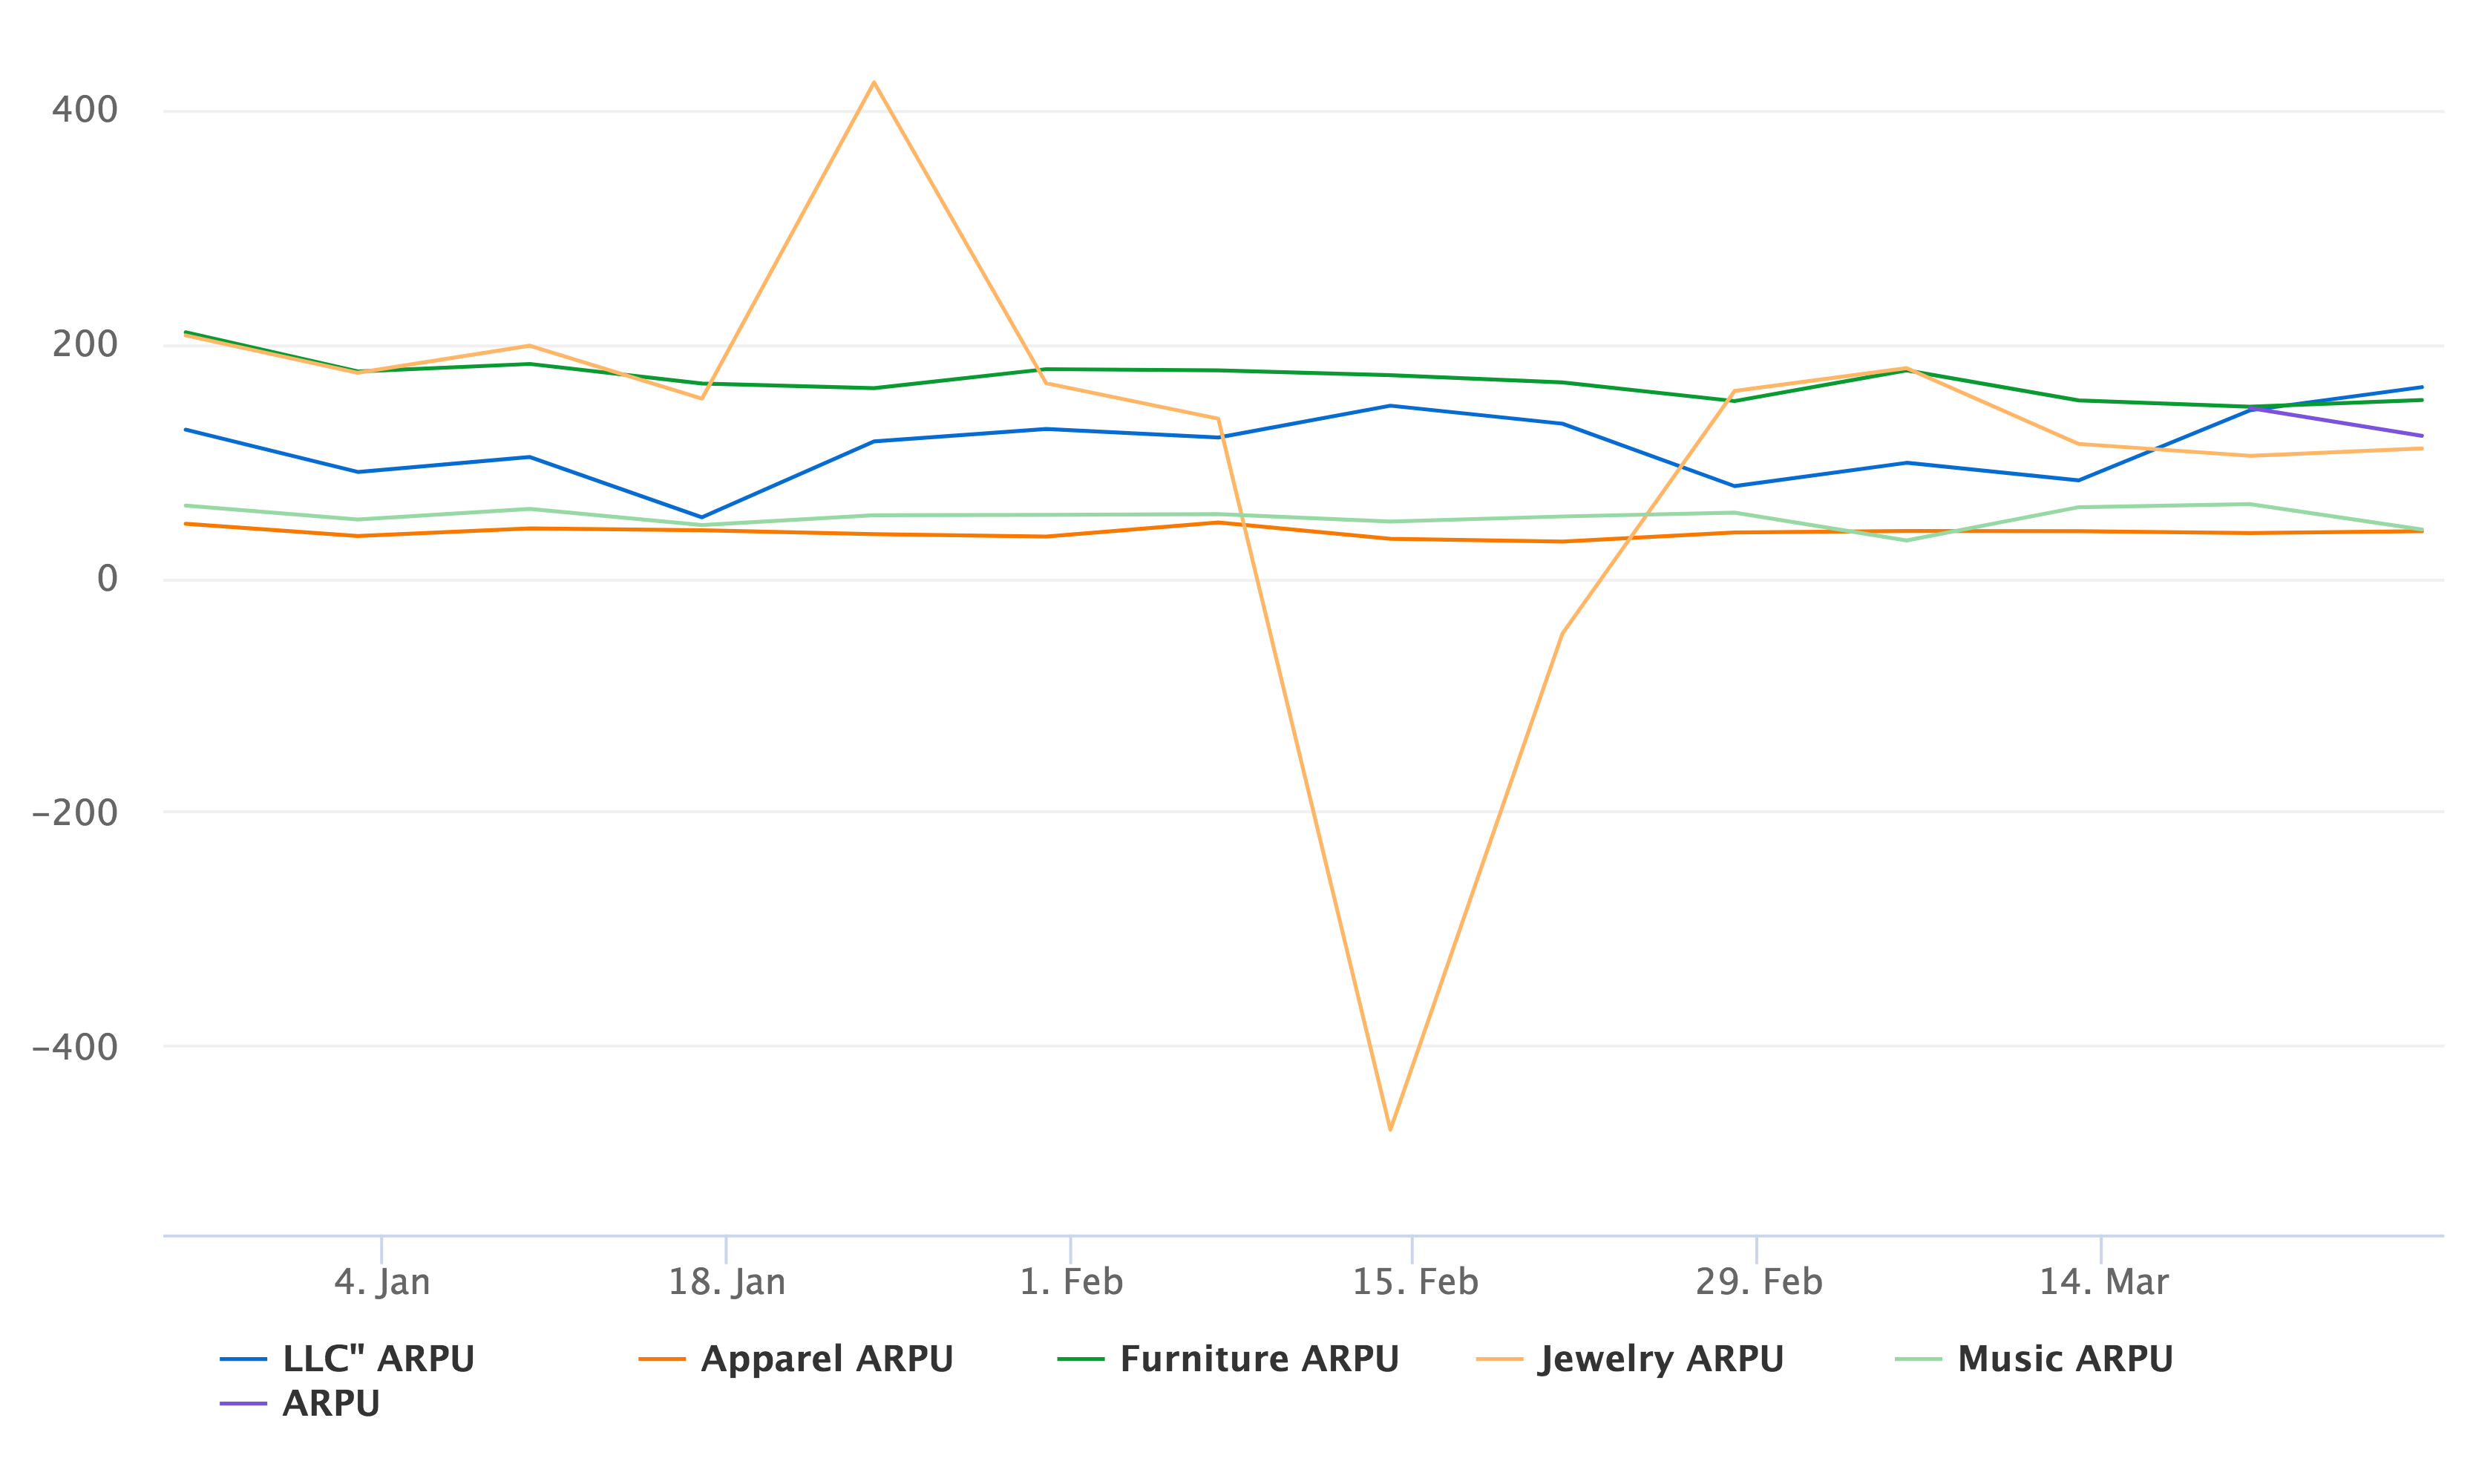 400
200
0
−200
−400
4. Jan 18. Jan 1. Feb 15. Feb 29. Feb 14. Mar
LLC" ARPU Apparel ARPU Furniture ARPU Jewelry ARPU Music ARPU
ARPU